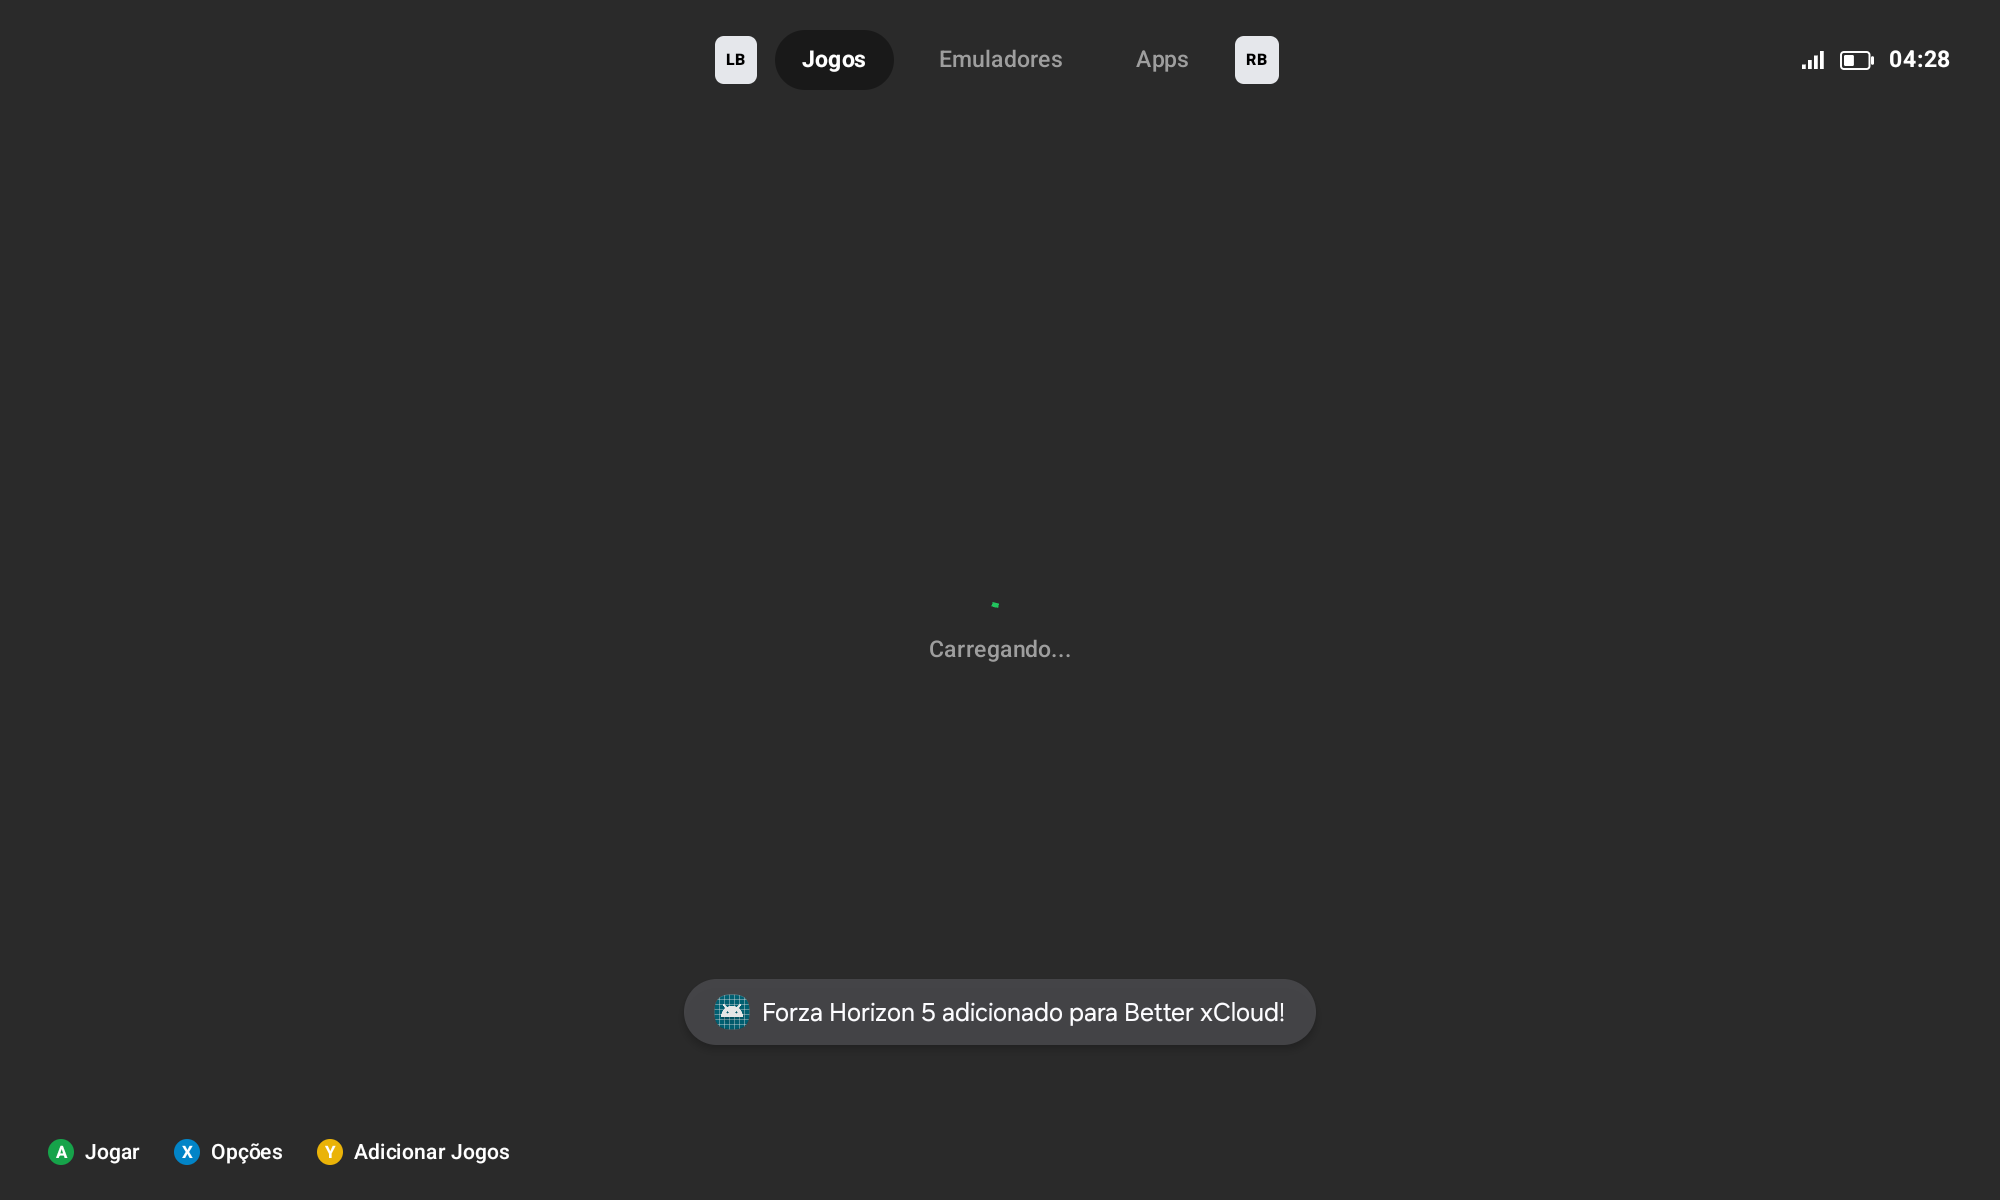 LB Jogos Emuladores Apps RB 04:28
Carregando...
Forza Horizon 5 adicionado para Better xCloud!
A Jogar X Opções Y Adicionar Jogos